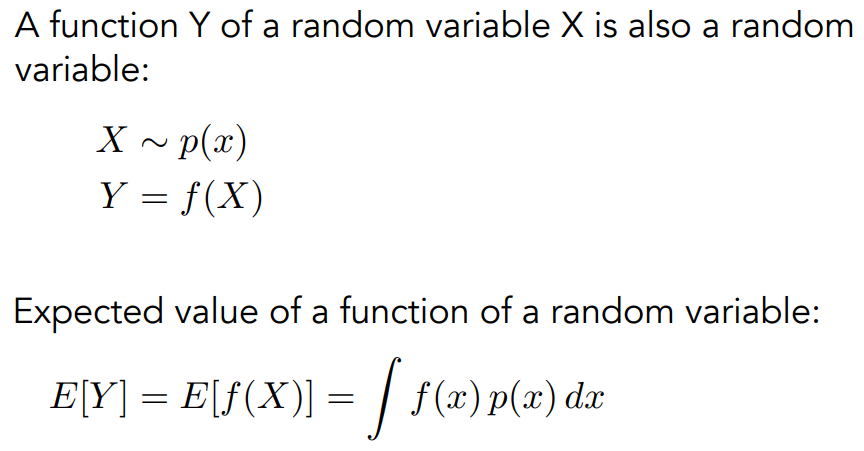 A function Y of a random variable X is also a random
variable:
X ∼ p(x)
Y = f(X)
Expected value of a function of a random variable:
E[Y] = E[f(X)] = ∫ f(x) p(x) dx